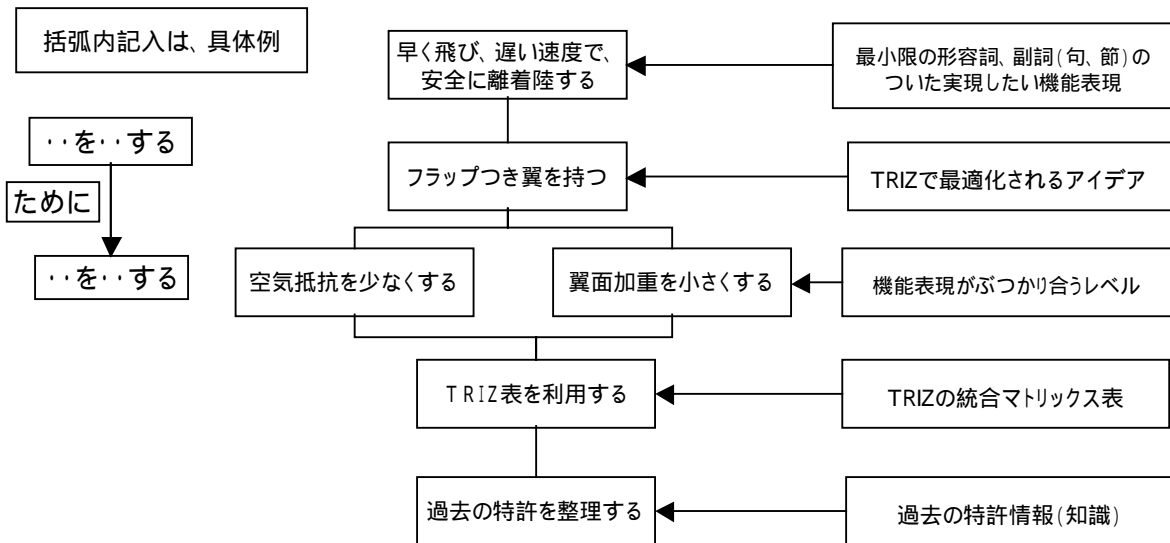 括弧内記入は、具体例
早く飛び、遅い速度で、
安全に離着陸する
最小限の形容詞、副詞(句、節)の
ついた実現したい機能表現
‥を‥する
ために
‥を‥する
フラップつき翼を持つ
TRIZで最適化されるアイデア
空気抵抗を少なくする
翼面加重を小さくする
機能表現がぶつかり合うレベル
TRIZ表を利用する
TRIZの統合マトリックス表
過去の特許を整理する
過去の特許情報(知識)